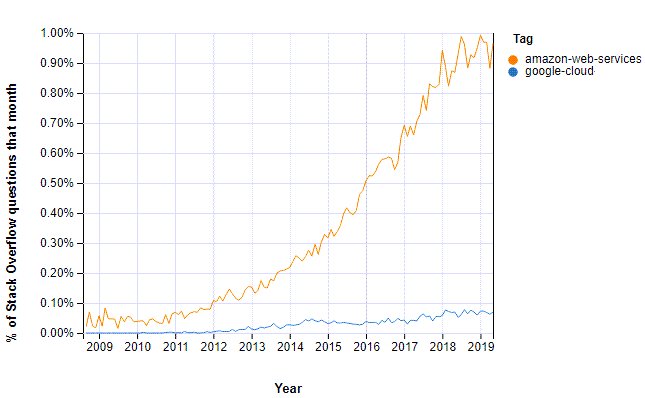 % of Stack Overflow questions that month
1.00%
0.90%
0.80%
0.70%
0.60%
0.50%
0.40%
0.30%
0.20%
0.10%
0.00%
2009 2010 2011 2012 2013 2014 2015 2016 2017 2018 2019
Year
Tag
amazon-web-services
google-cloud